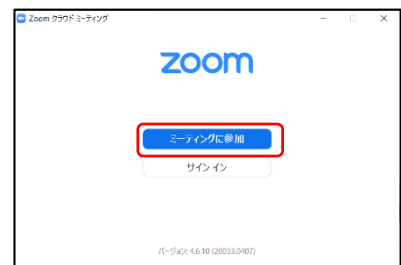 Zoom クラウド ミーティング
zoom
ミーティングに参加
サイン イン
バージョン: 4.6.10 (20033.0407)